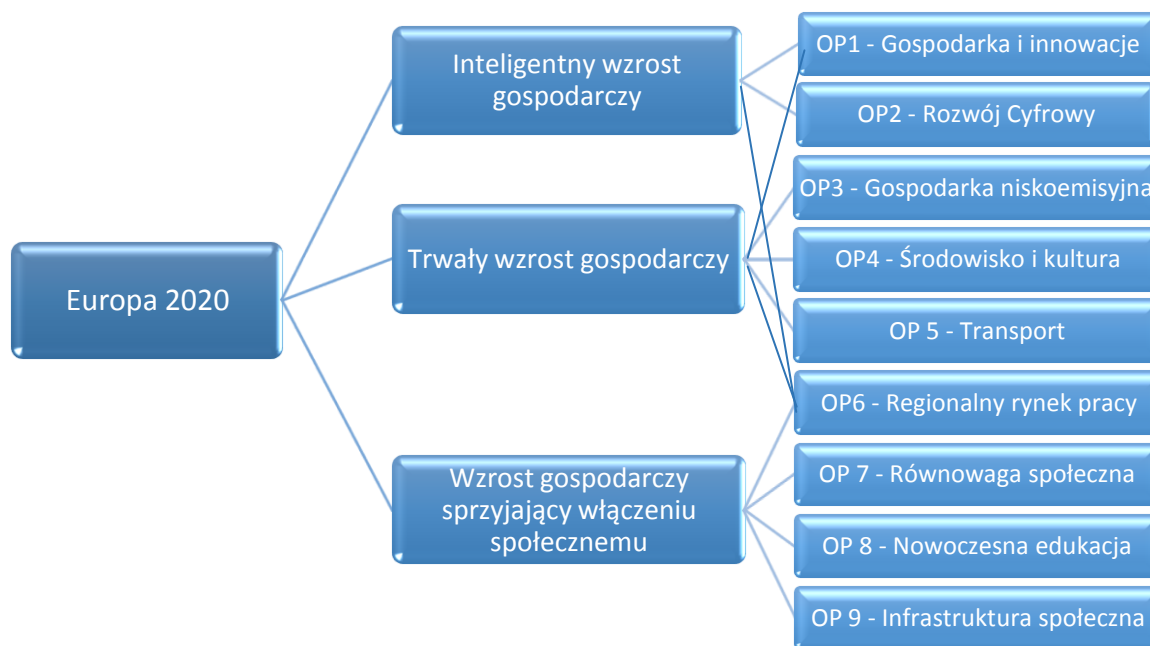 Europa 2020
Inteligentny wzrost
gospodarczy
Trwały wzrost gospodarczy
Wzrost gospodarczy
sprzyjający włączeniu
społecznemu
OP1 - Gospodarka i innowacje
OP2 - Rozwój Cyfrowy
OP3 - Gospodarka niskoemisyjna
OP4 - Środowisko i kultura
OP 5 - Transport
OP6 - Regionalny rynek pracy
OP 7 - Równowaga społeczna
OP 8 - Nowoczesna edukacja
OP 9 - Infrastruktura społeczna